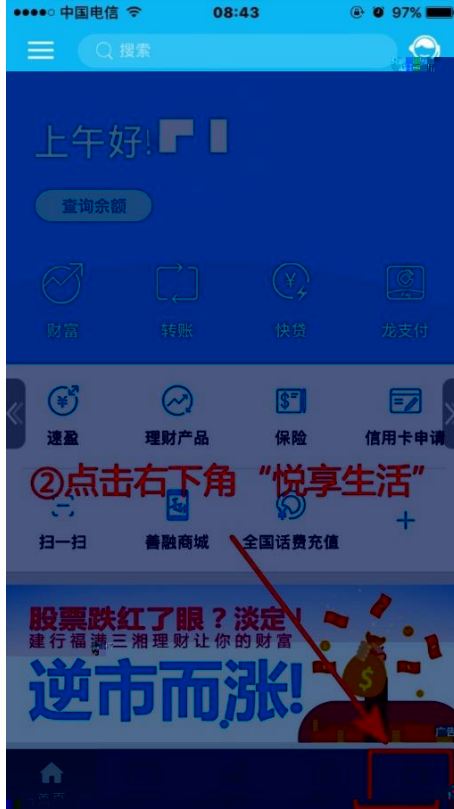 中国电信 08:43 97%
搜索
上午好!
查询余额
财富 转账 快贷 龙支付
速盈 理财产品 保险 信用卡申请
②点击右下角“悦享生活”
扫一扫 善融商城 全国话费充值
股票跌红了眼？淡定！
建行福满三湘理财让你的财富
逆市而涨!
广告
首页